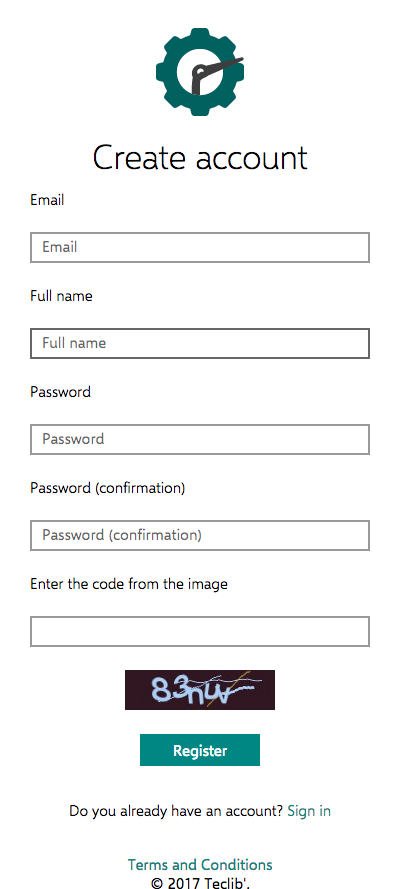 Create account
Email
Email
Full name
Full name
Password
Password
Password (confirmation)
Password (confirmation)
Enter the code from the image
Register
Do you already have an account? Sign in
Terms and Conditions
© 2017 Teclib'.